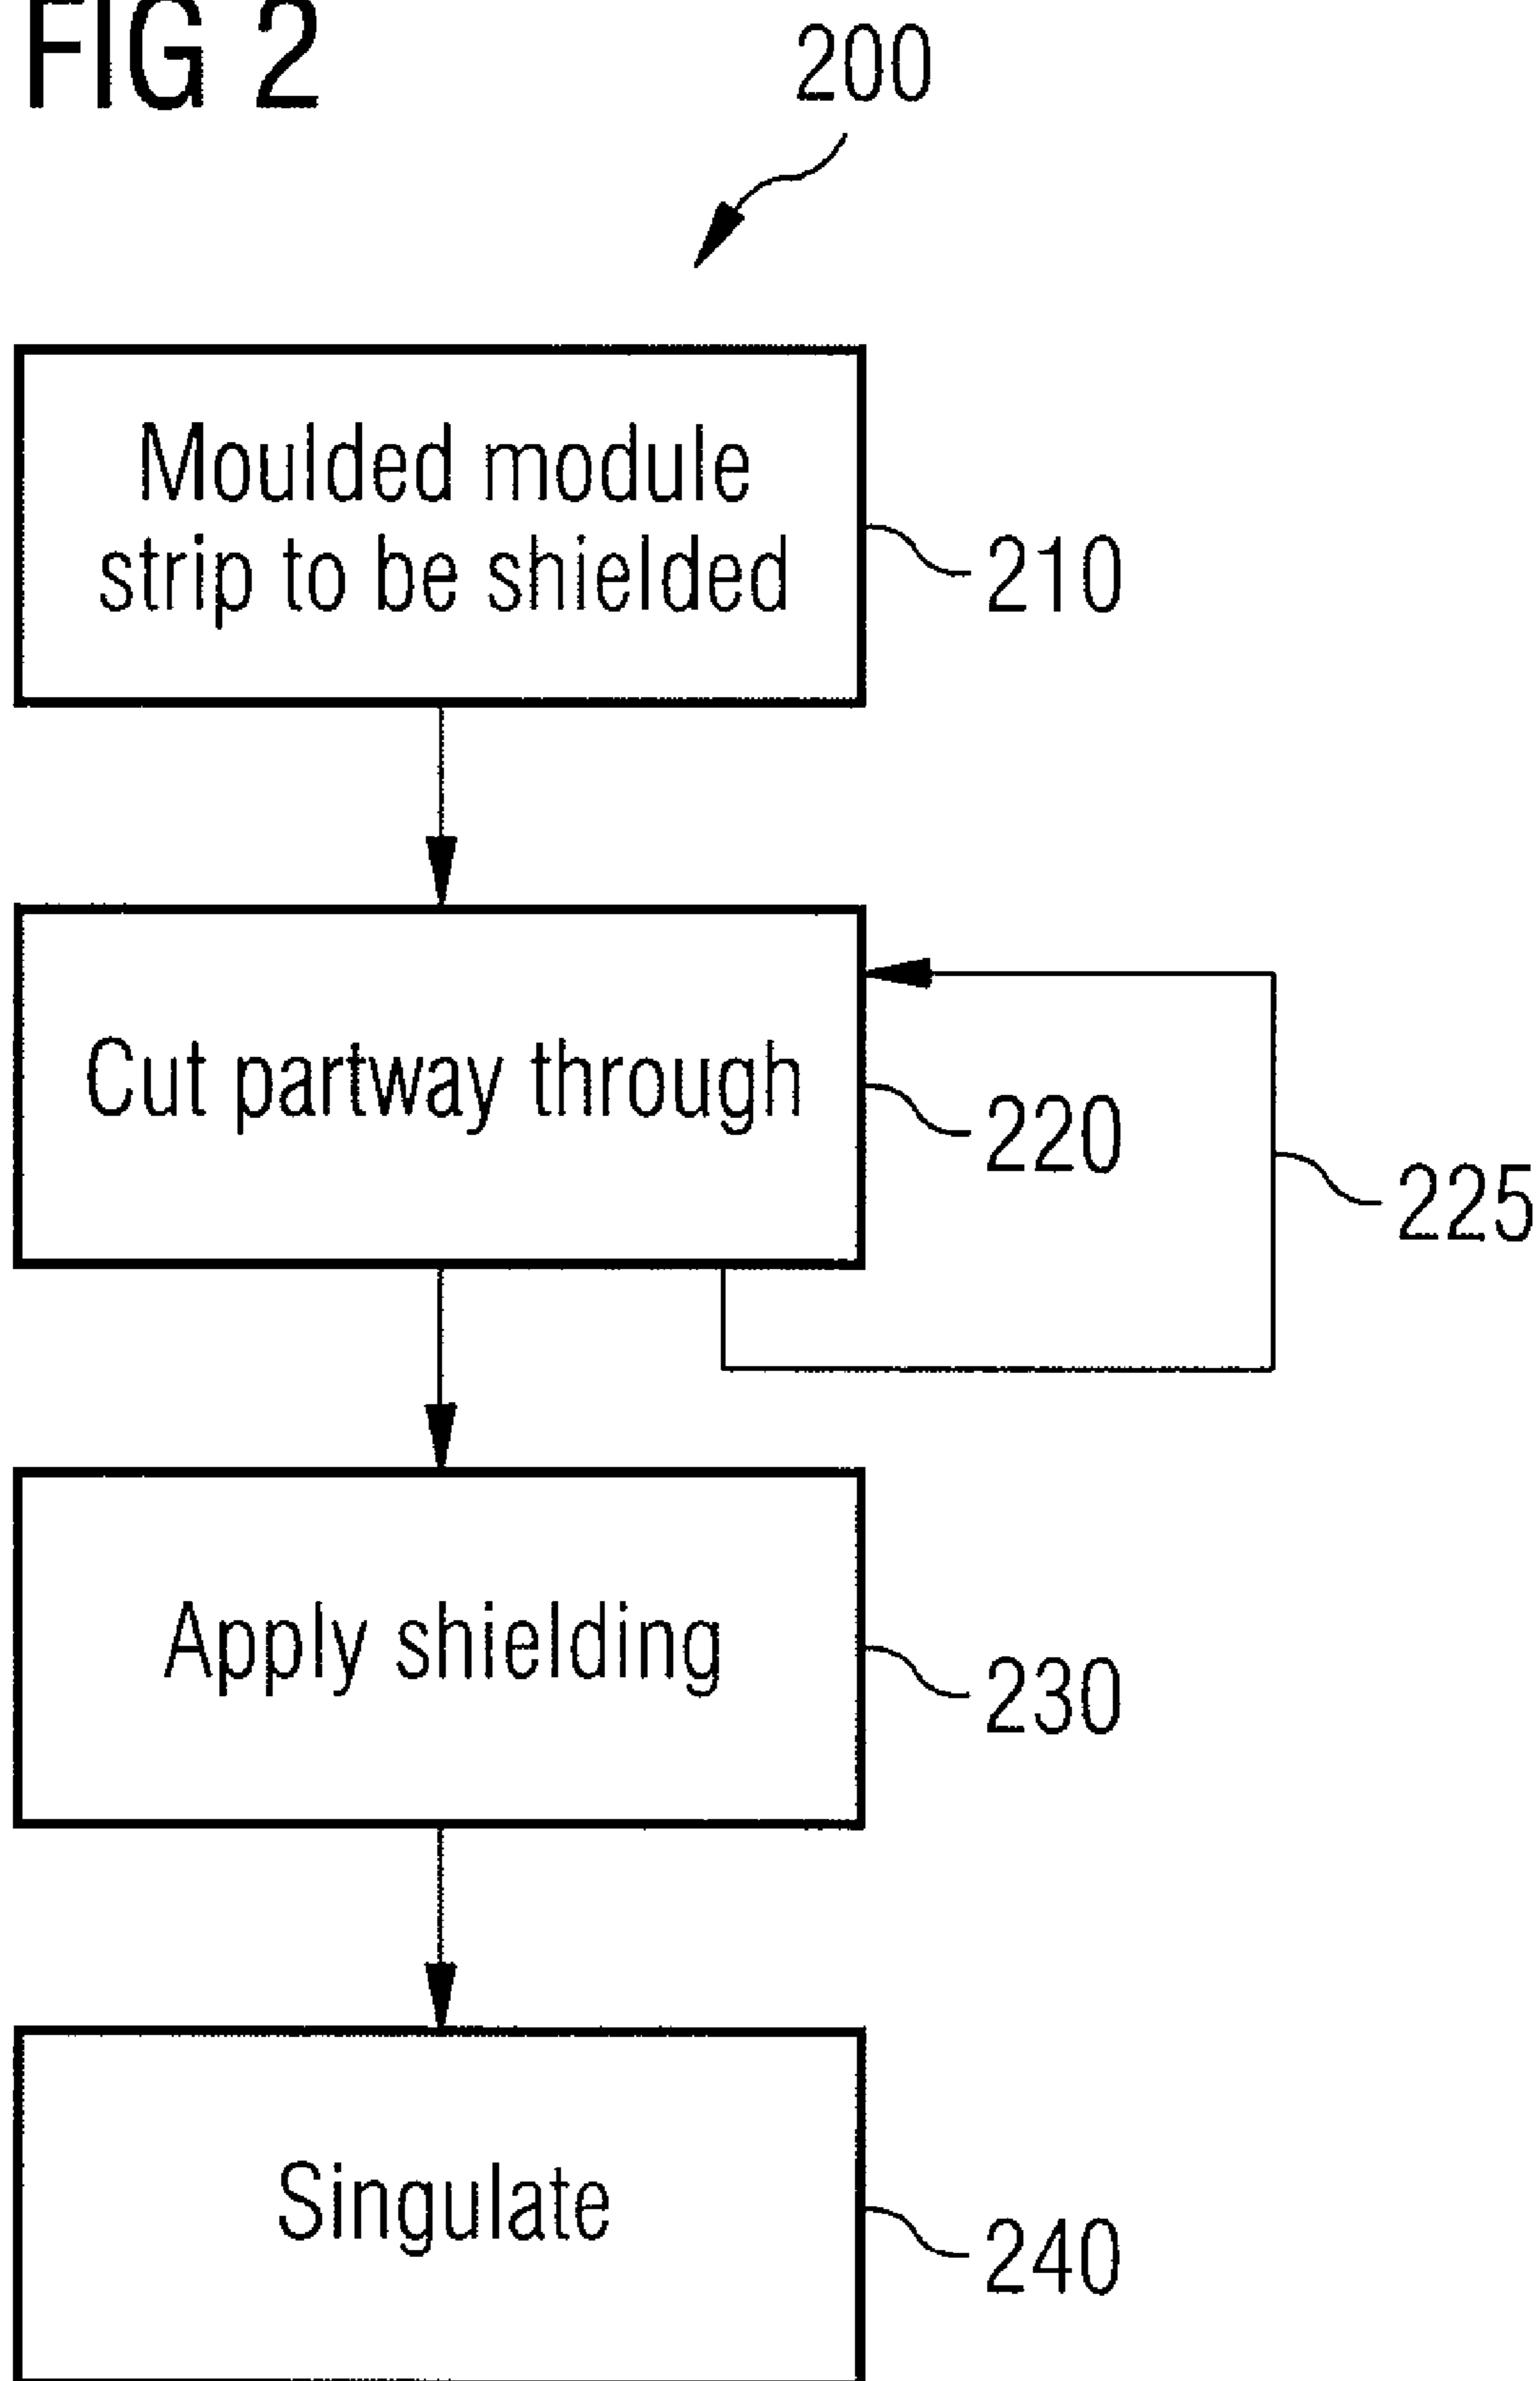 FIG 2
200
Moulded module
strip to be shielded
210
Cut partway through
220
225
Apply shielding
230
Singulate
240